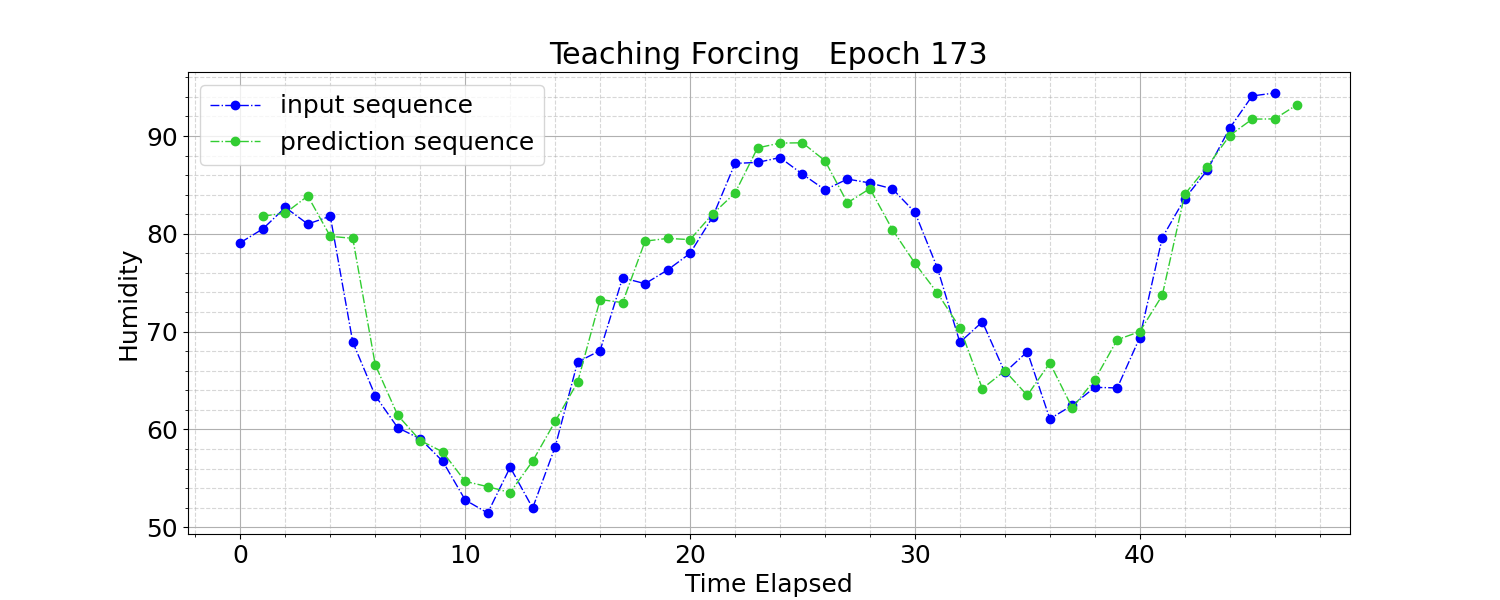 Teaching Forcing   Epoch 173
input sequence
prediction sequence
90
80
70
60
50
Humidity
0 10 20 30 40
Time Elapsed